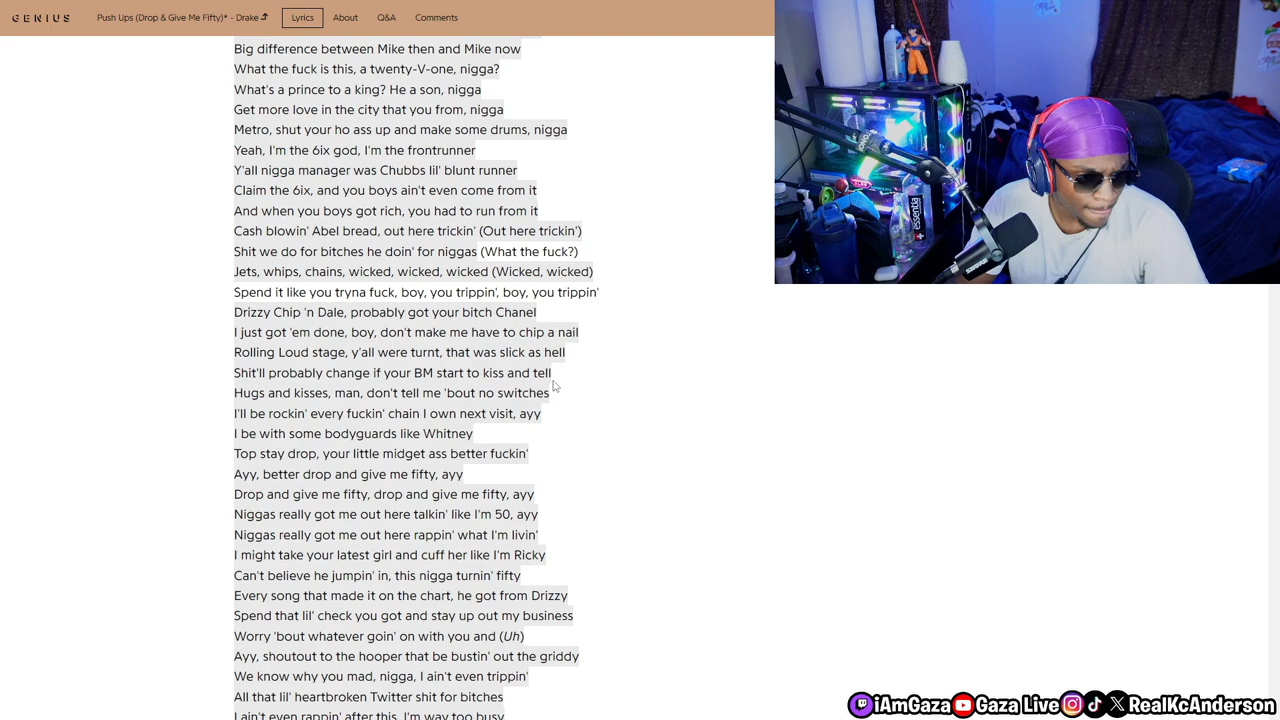 GENIUS
Push Ups (Drop & Give Me Fifty)* - Drake
Lyrics
About
Q&A
Comments
Big difference between Mike then and Mike now
What the fuck is this, a twenty-V-one, nigga?
What's a prince to a king? He a son, nigga
Get more love in the city that you from, nigga
Metro, shut your ho ass up and make some drums, nigga
Yeah, I'm the 6ix god, I'm the frontrunner
Y'all nigga manager was Chubbs lil' blunt runner
Claim the 6ix, and you boys ain't even come from it
And when you boys got rich, you had to run from it
Cash blowin' Abel bread, out here trickin' (Out here trickin')
Shit we do for bitches he doin' for niggas (What the fuck?)
Jets, whips, chains, wicked, wicked, wicked (Wicked, wicked)
Spend it like you tryna fuck, boy, you trippin', boy, you trippin'
Drizzy Chip 'n Dale, probably got your bitch Chanel
I just got 'em done, boy, don't make me have to chip a nail
Rolling Loud stage, y'all were turnt, that was slick as hell
Shit'll probably change if your BM start to kiss and tell
Hugs and kisses, man, don't tell me 'bout no switches
I'll be rockin' every fuckin' chain I own next visit, ayy
I be with some bodyguards like Whitney
Top stay drop, your little midget ass better fuckin'
Ayy, better drop and give me fifty, ayy
Drop and give me fifty, drop and give me fifty, ayy
Niggas really got me out here talkin' like I'm 50, ayy
Niggas really got me out here rappin' what I'm livin'
I might take your latest girl and cuff her like I'm Ricky
Can't believe he jumpin' in, this nigga turnin' fifty
Every song that made it on the chart, he got from Drizzy
Spend that lil' check you got and stay up out my business
Worry 'bout whatever goin' on with you and (Uh)
Ayy, shoutout to the hooper that be bustin' out the griddy
We know why you mad, nigga, I ain't even trippin'
All that lil' heartbroken Twitter shit for bitches
I ain't even rappin' after this, I'm way too busy
essentia
SHURE
iAmGaza Gaza Live RealKcAnderson